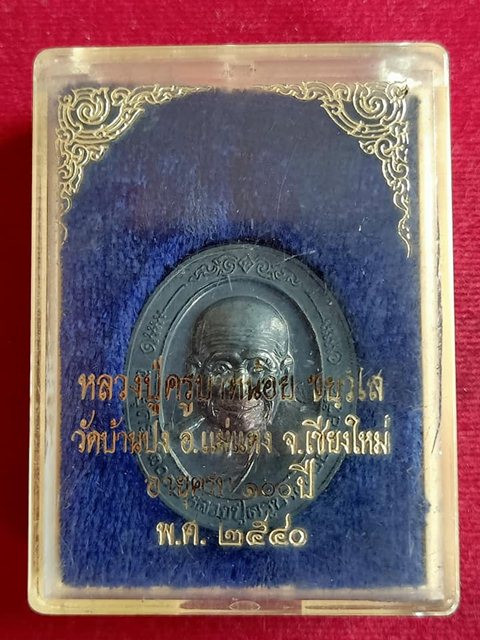 หลวงปู่ครูบาหน้อย ชยวํโส
วัดบ้านปง อ.แม่แตง จ.เชียงใหม่
อายุครบ ๑๐๐ ปี
พ.ศ. ๒๕๔๐